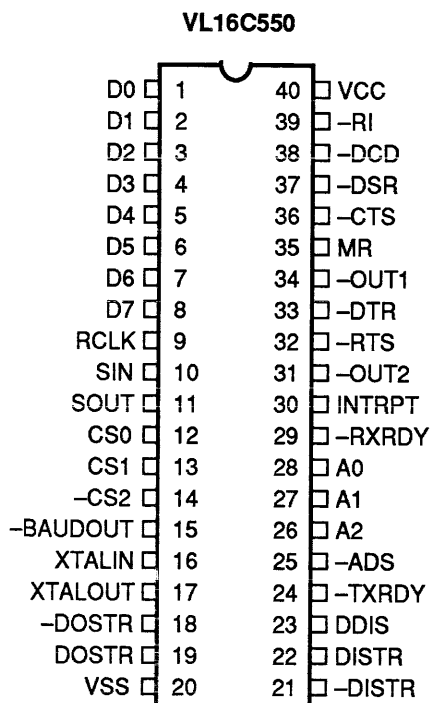 VL16C550
D0 1 40 VCC
D1 2 39 –RI
D2 3 38 –DCD
D3 4 37 –DSR
D4 5 36 –CTS
D5 6 35 MR
D6 7 34 –OUT1
D7 8 33 –DTR
RCLK 9 32 –RTS
SIN 10 31 –OUT2
SOUT 11 30 INTRPT
CS0 12 29 –RXRDY
CS1 13 28 A0
–CS2 14 27 A1
–BAUDOUT 15 26 A2
XTALIN 16 25 –ADS
XTALOUT 17 24 –TXRDY
–DOSTR 18 23 DDIS
DOSTR 19 22 DISTR
VSS 20 21 –DISTR